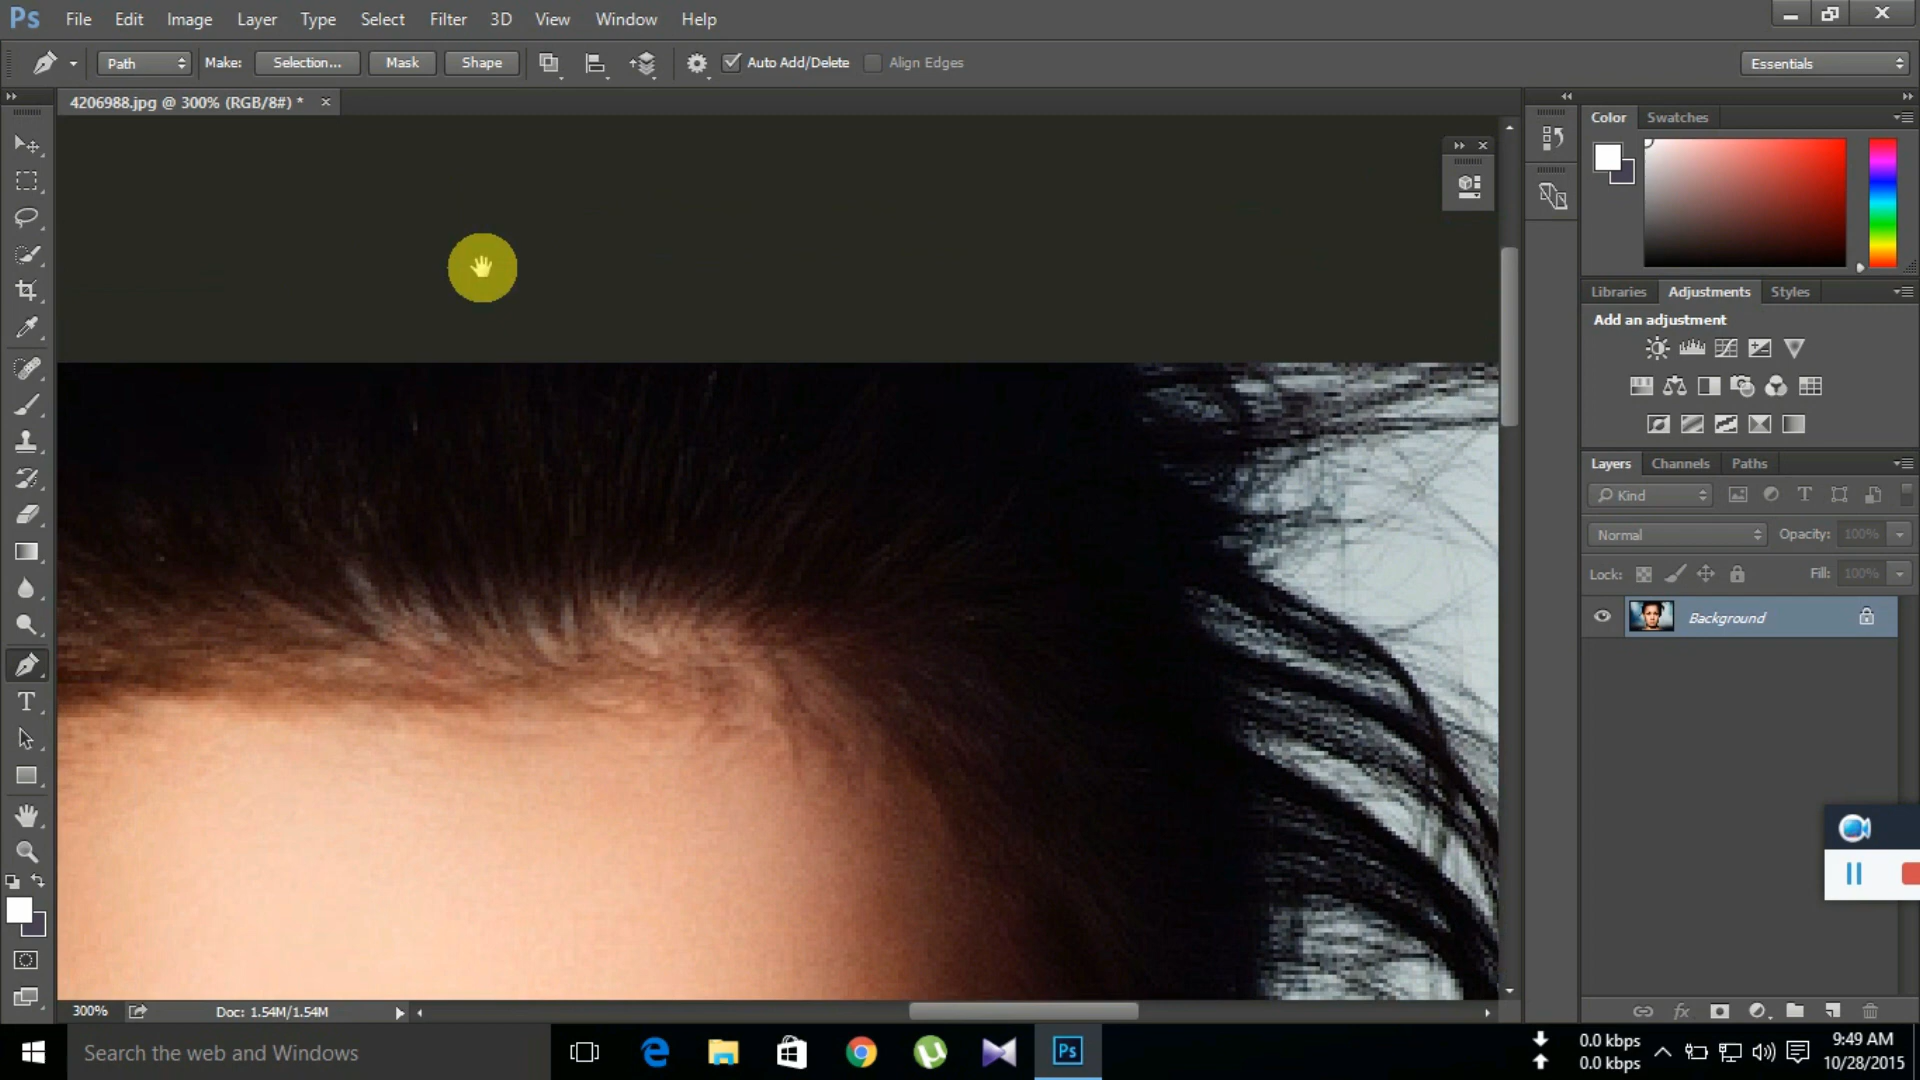 Ps File Edit Image Layer Type Select Filter 3D View Window Help
Path Make: Selection... Mask Shape Auto Add/Delete Align Edges Essentials
4206988.jpg @ 300% (RGB/8#) *
Color Swatches
Libraries Adjustments Styles
Add an adjustment
Layers Channels Paths
Kind
Normal Opacity: 100%
Lock: Fill: 100%
Background
T
300% Doc: 1.54M/1.54M
Search the web and Windows
Ps
0.0 kbps
0.0 kbps
9:49 AM
10/28/2015